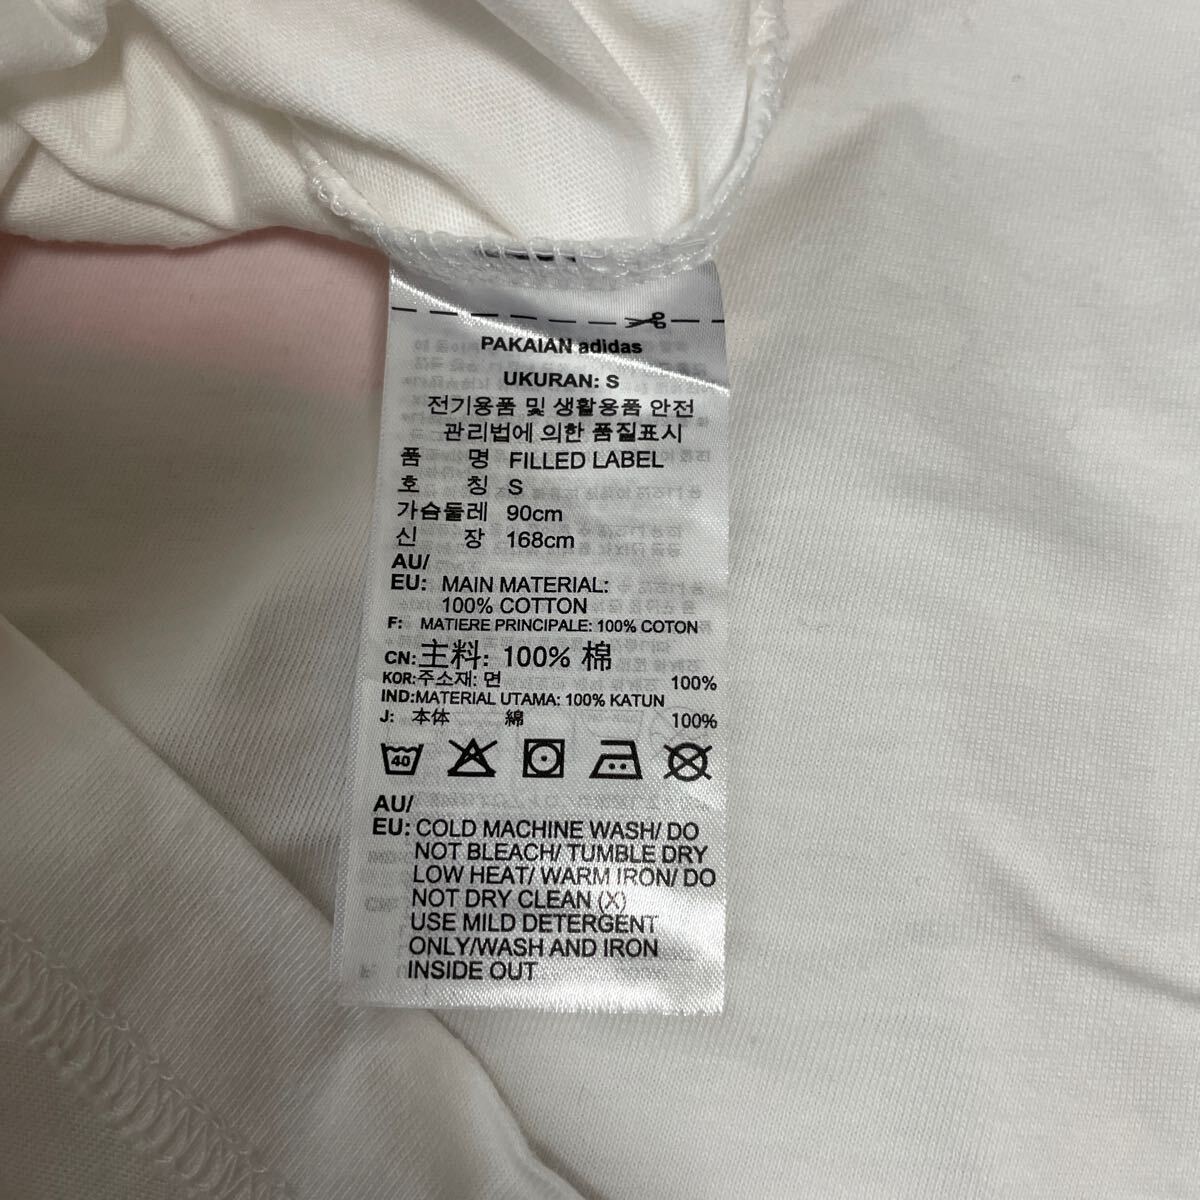 PAKAIAN adidas
UKURAN: S
전기용품 및 생활용품 안전
관리법에 의한 품질표시
품 명 FILLED LABEL
호 칭 S
가슴둘레 90cm
신 장 168cm
AU/
EU: MAIN MATERIAL:
100% COTTON
F: MATIERE PRINCIPALE: 100% COTON
CN: 主料: 100% 棉
KOR: 주소재: 면 100%
IND: MATERIAL UTAMA: 100% KATUN
J: 本体 綿 100%
40
AU/
EU: COLD MACHINE WASH/ DO
NOT BLEACH/ TUMBLE DRY
LOW HEAT/ WARM IRON/ DO
NOT DRY CLEAN (X)
USE MILD DETERGENT
ONLY/WASH AND IRON
INSIDE OUT